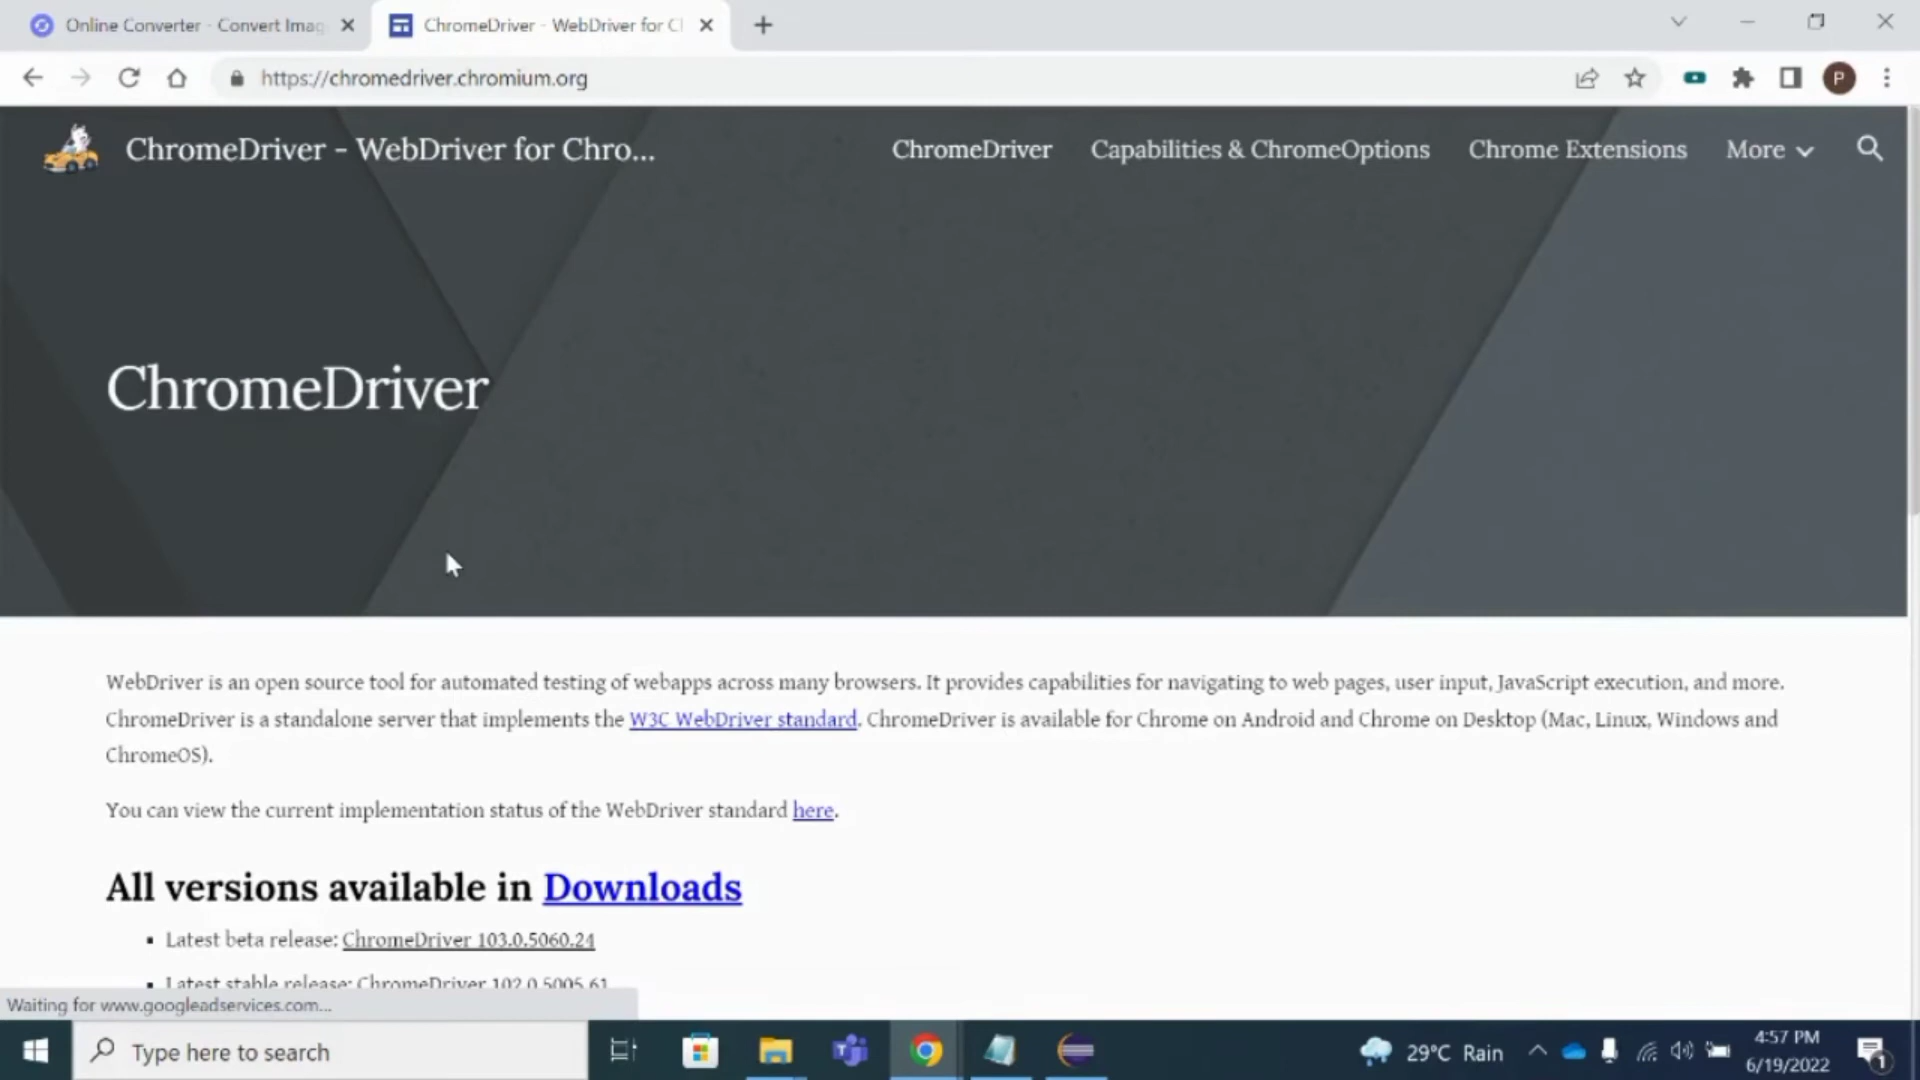 Online Converter - Convert Imag
ChromeDriver - WebDriver for C
https://chromedriver.chromium.org
P
ChromeDriver - WebDriver for Chro...
ChromeDriver
Capabilities & ChromeOptions
Chrome Extensions
More
ChromeDriver
WebDriver is an open source tool for automated testing of webapps across many browsers. It provides capabilities for navigating to web pages, user input, JavaScript execution, and more.
ChromeDriver is a standalone server that implements the W3C WebDriver standard. ChromeDriver is available for Chrome on Android and Chrome on Desktop (Mac, Linux, Windows and
ChromeOS).
You can view the current implementation status of the WebDriver standard here.
All versions available in Downloads
▪ Latest beta release: ChromeDriver 103.0.5060.24
▪ Latest stable release: ChromeDriver 102.0.5005.61
Waiting for www.googleadservices.com...
Type here to search
29°C Rain
4:57 PM
6/19/2022
1